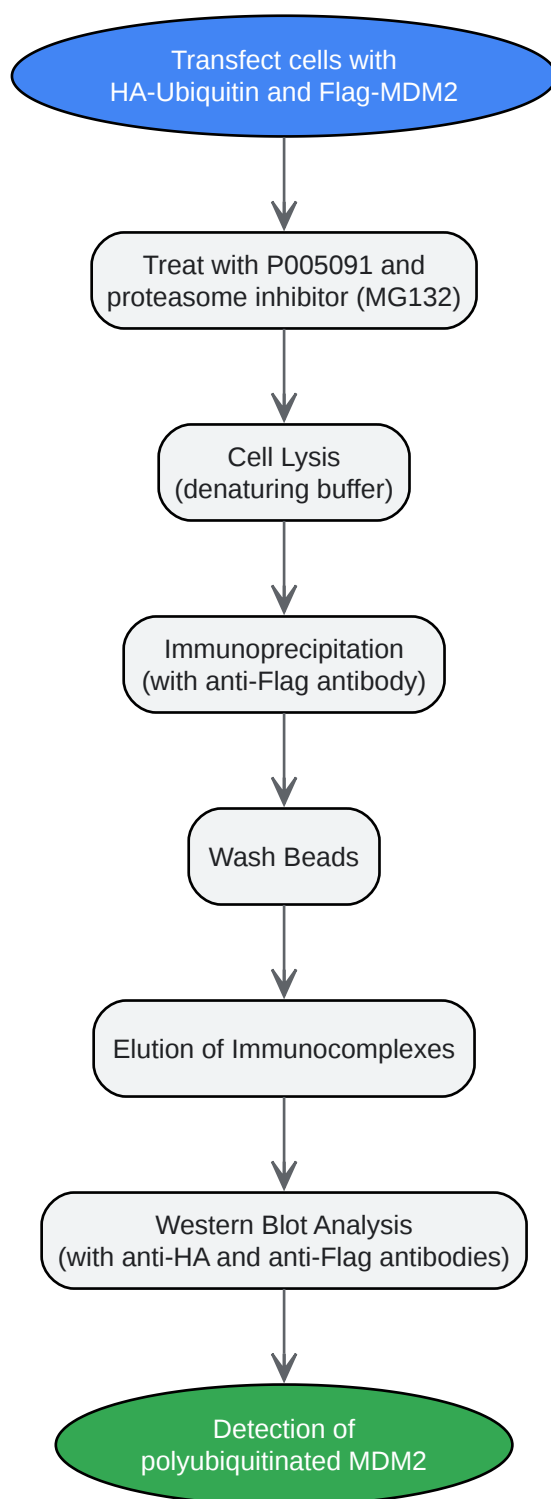 Transfect cells with
HA-Ubiquitin and Flag-MDM2
Treat with P005091 and
proteasome inhibitor (MG132)
Cell Lysis
(denaturing buffer)
Immunoprecipitation
(with anti-Flag antibody)
Wash Beads
Elution of Immunocomplexes
Western Blot Analysis
(with anti-HA and anti-Flag antibodies)
Detection of
polyubiquitinated MDM2